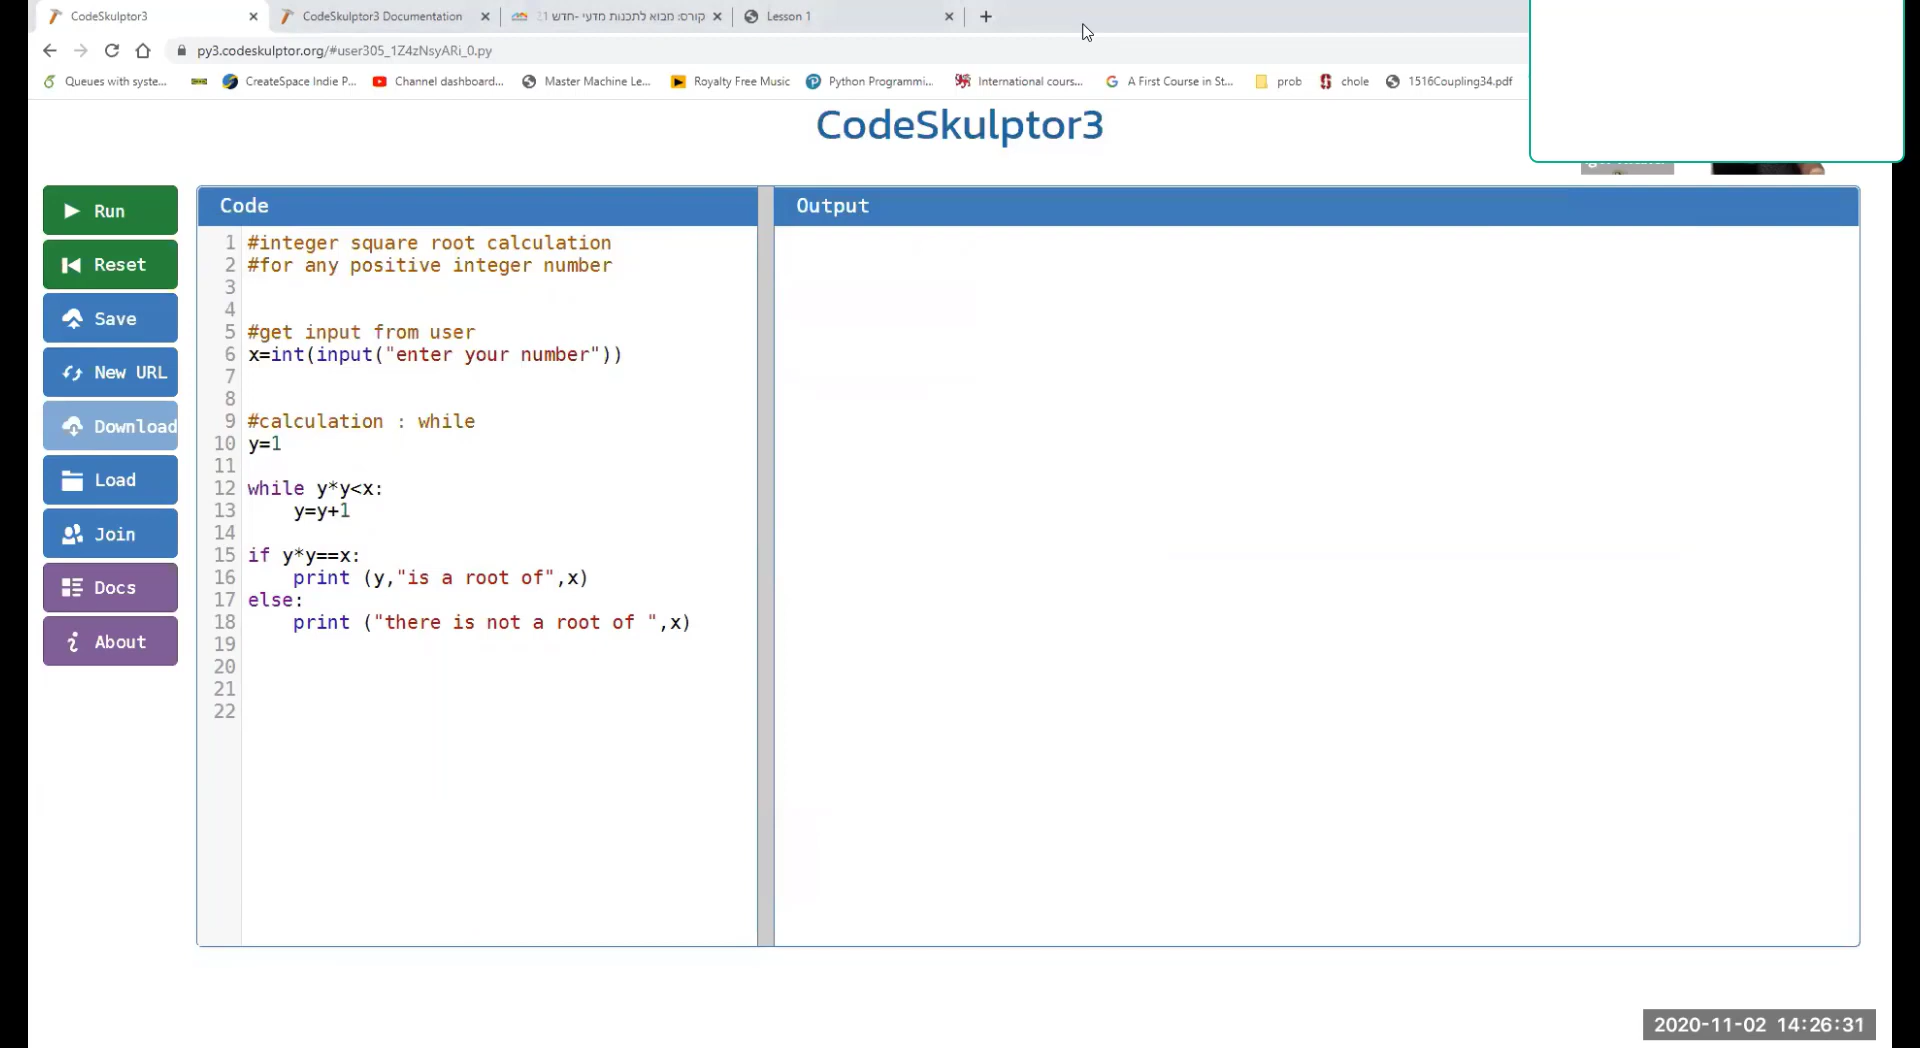 CodeSkulptor3
CodeSkulptor3 Documentation
קורס: מבוא לתכנות מדעי -חדש 21
Lesson 1
py3.codeskulptor.org/#user305_1Z4zNsyARi_0.py
Queues with syste...
CreateSpace Indie P...
Channel dashboard...
Master Machine Le...
Royalty Free Music
Python Programmi...
International cours...
A First Course in St...
prob
chole
1516Coupling34.pdf
CodeSkulptor3
Run
Reset
Save
New URL
Download
Load
Join
Docs
About
Code
1 #integer square root calculation
2 #for any positive integer number
3
4
5 #get input from user
6 x=int(input("enter your number"))
7
8
9 #calculation : while
10 y=1
11
12 while y*y<x:
13     y=y+1
14
15 if y*y==x:
16     print (y,"is a root of",x)
17 else:
18     print ("there is not a root of ",x)
19
20
21
22
Output
2020-11-02 14:26:31